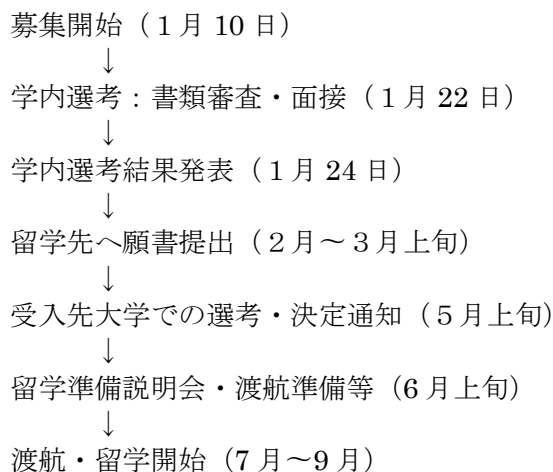 募集開始（１月 10 日）
↓
学内選考：書類審査・面接（１月 22 日）
↓
学内選考結果発表（１月 24 日）
↓
留学先へ願書提出（２月～３月上旬）
↓
受入先大学での選考・決定通知（５月上旬）
↓
留学準備説明会・渡航準備等（6 月上旬）
↓
渡航・留学開始（7 月～9 月）